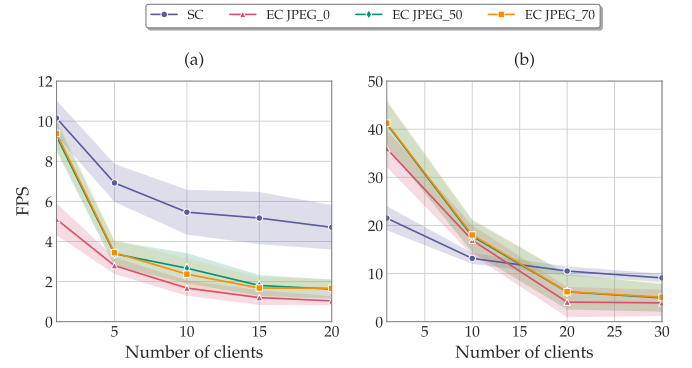 SC EC JPEG_0 EC JPEG_50 EC JPEG_70
(a) (b)
12 50
10 40
8 30
6 20
4 10
2 0
0
FPS
5 10 15 20 5 10 15 20 25 30
Number of clients Number of clients